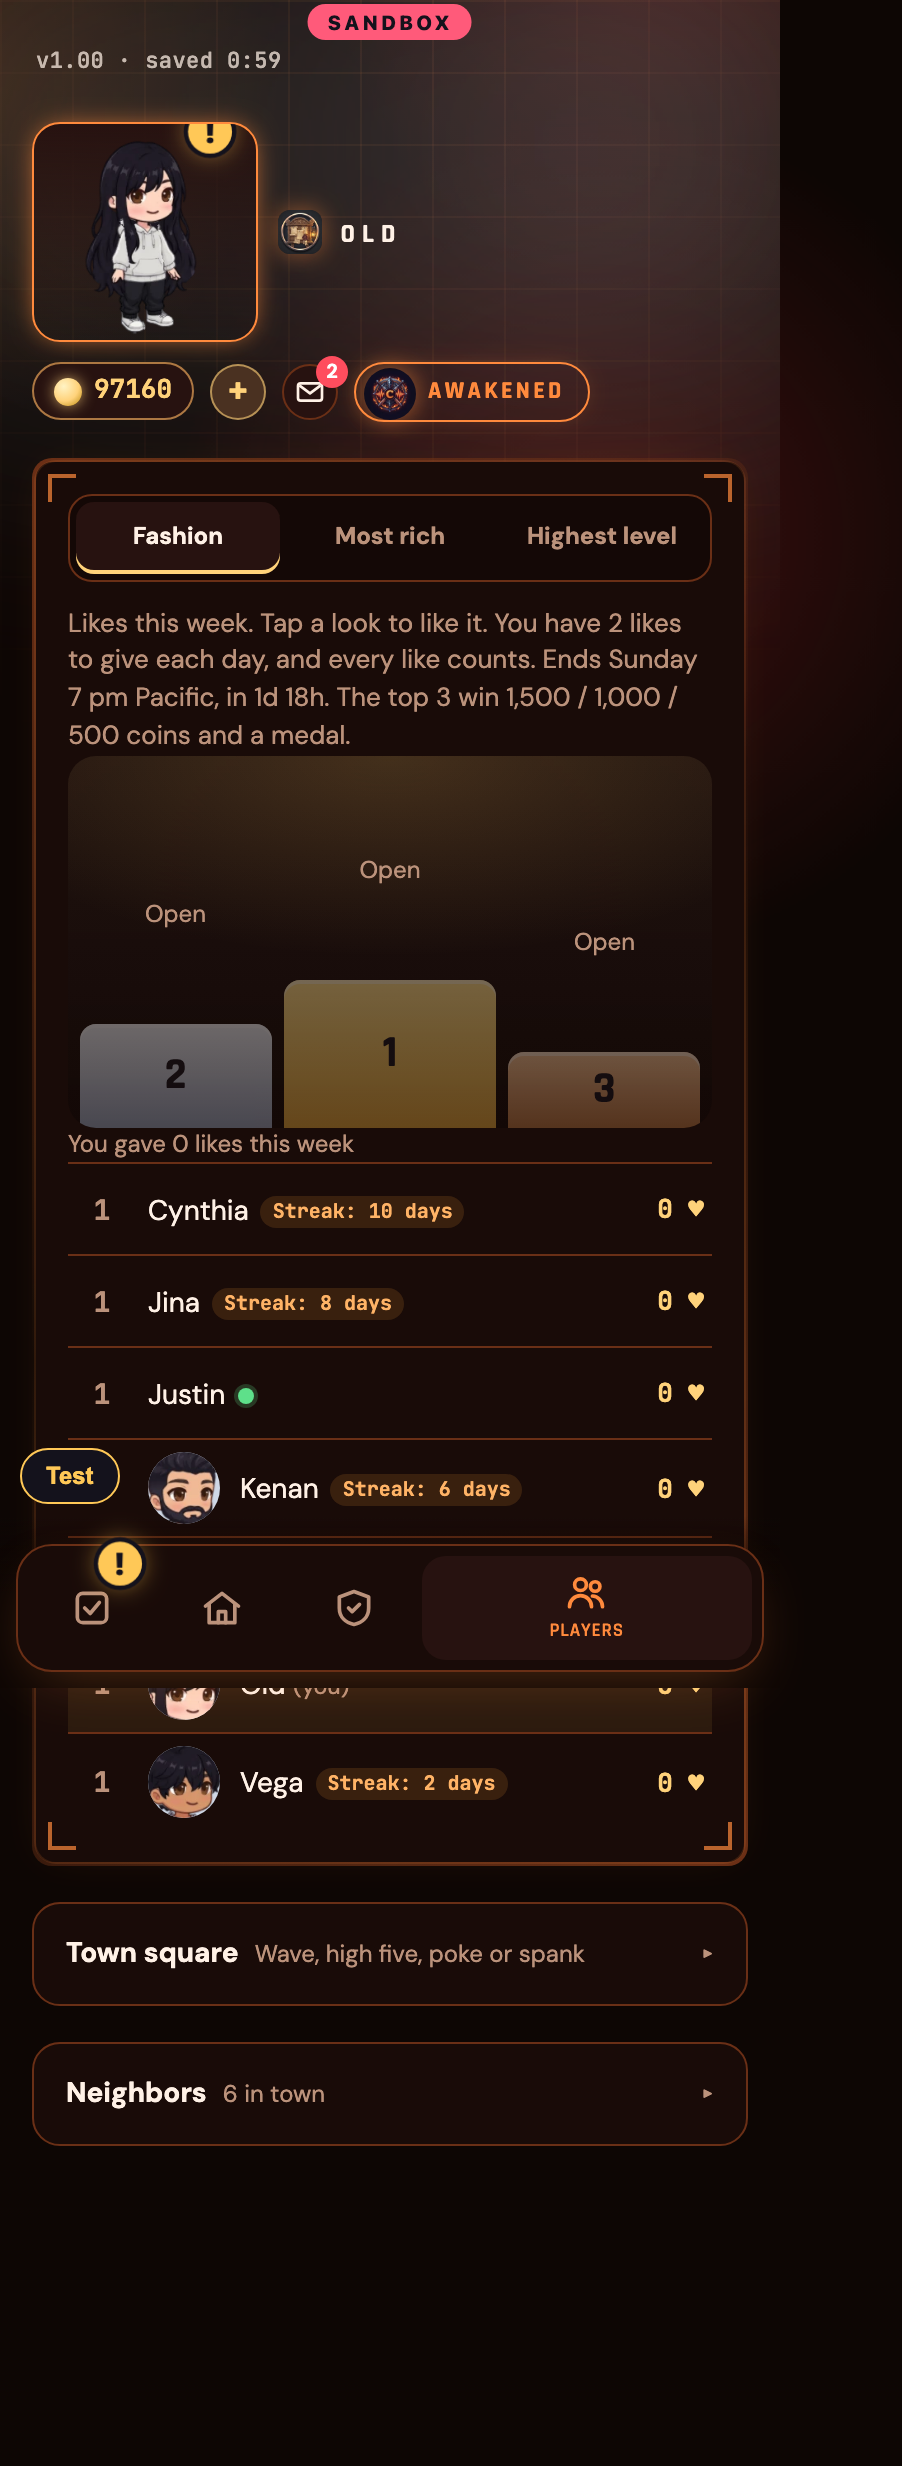 SANDBOX
v1.00 · saved 0:59
!
OLD
97160
+
2
AWAKENED
Fashion
Most rich
Highest level
Likes this week. Tap a look to like it. You have 2 likes
to give each day, and every like counts. Ends Sunday
7 pm Pacific, in 1d 18h. The top 3 win 1,500 / 1,000 /
500 coins and a medal.
Open
Open
Open
2
1
3
You gave 0 likes this week
1 Cynthia Streak: 10 days 0 ♥
1 Jina Streak: 8 days 0 ♥
1 Justin 0 ♥
Test
Kenan Streak: 6 days 0 ♥
!
PLAYERS
1 Old (you) 0 ♥
1 Vega Streak: 2 days 0 ♥
Town square Wave, high five, poke or spank
Neighbors 6 in town